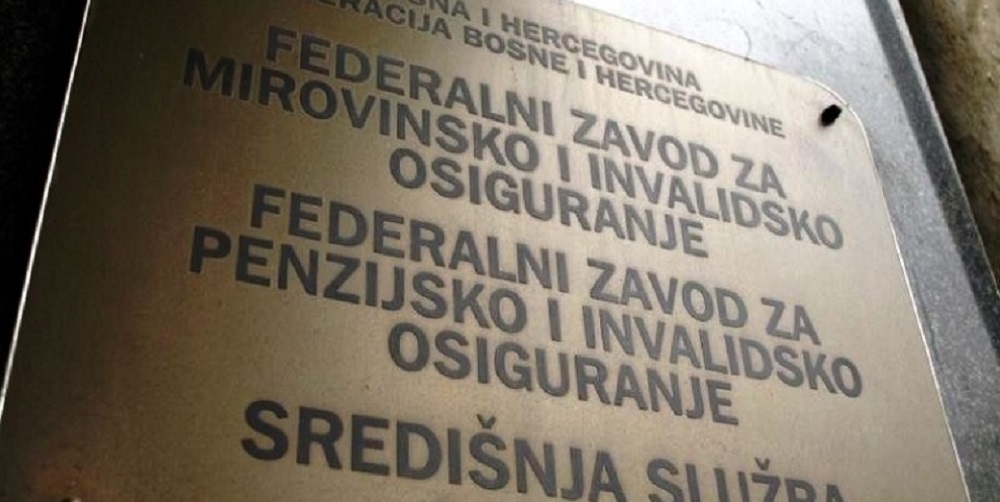 I HERCEGOVINA
BOSNE I HERCEGOVINE
FEDERALNI ZAVOD ZA
MIROVINSKO I INVALIDSKO
OSIGURANJE
FEDERALNI ZAVOD ZA
PENZIJSKO I INVALIDSKO
OSIGURANJE
SREDIŠNJA SLUŽBA